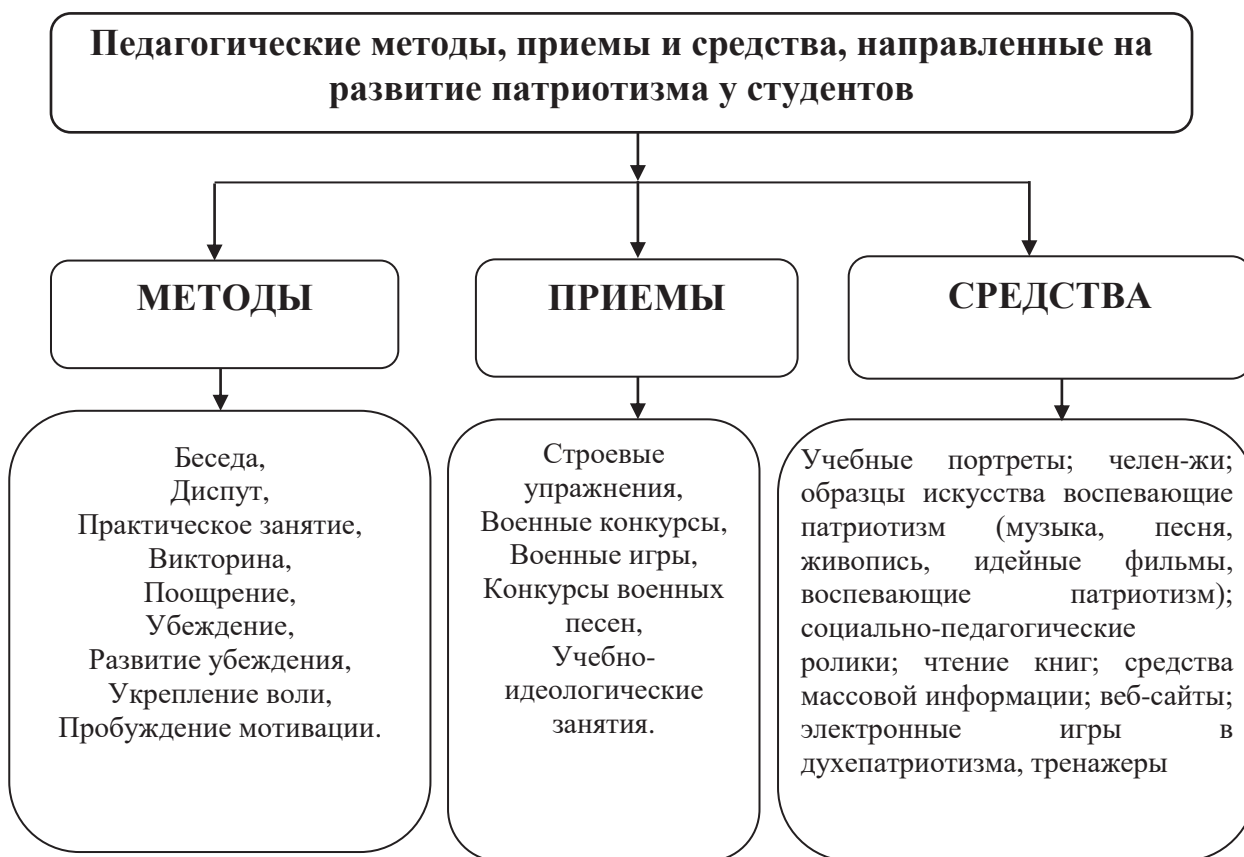 Педагогические методы, приемы и средства, направленные на
развитие патриотизма у студентов
МЕТОДЫ
ПРИЕМЫ
СРЕДСТВА
Беседа,
Диспут,
Практическое занятие,
Викторина,
Поощрение,
Убеждение,
Развитие убеждения,
Укрепление воли,
Пробуждение мотивации.
Строевые
упражнения,
Военные конкурсы,
Военные игры,
Конкурсы военных
песен,
Учебно-
идеологические
занятия.
Учебные портреты; челен-жи;
образцы искусства воспевающие
патриотизм (музыка, песня,
живопись, идейные фильмы,
воспевающие патриотизм);
социально-педагогические
ролики; чтение книг; средства
массовой информации; веб-сайты;
электронные игры в
духепатриотизма, тренажеры